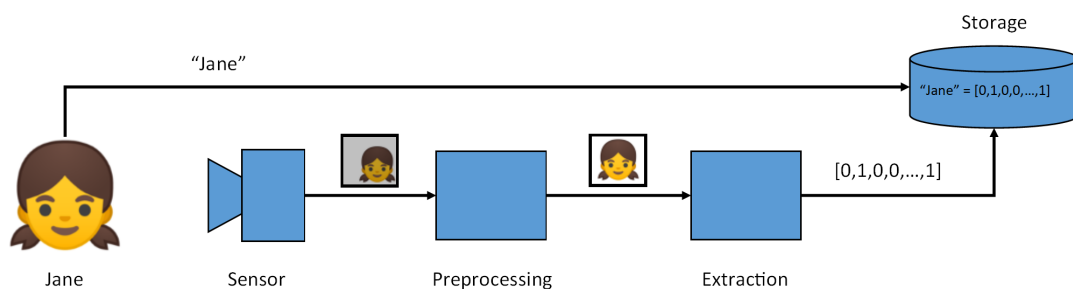 Storage
“Jane”
“Jane” = [0,1,0,0,...,1]
[0,1,0,0,...,1]
Jane
Sensor
Preprocessing
Extraction